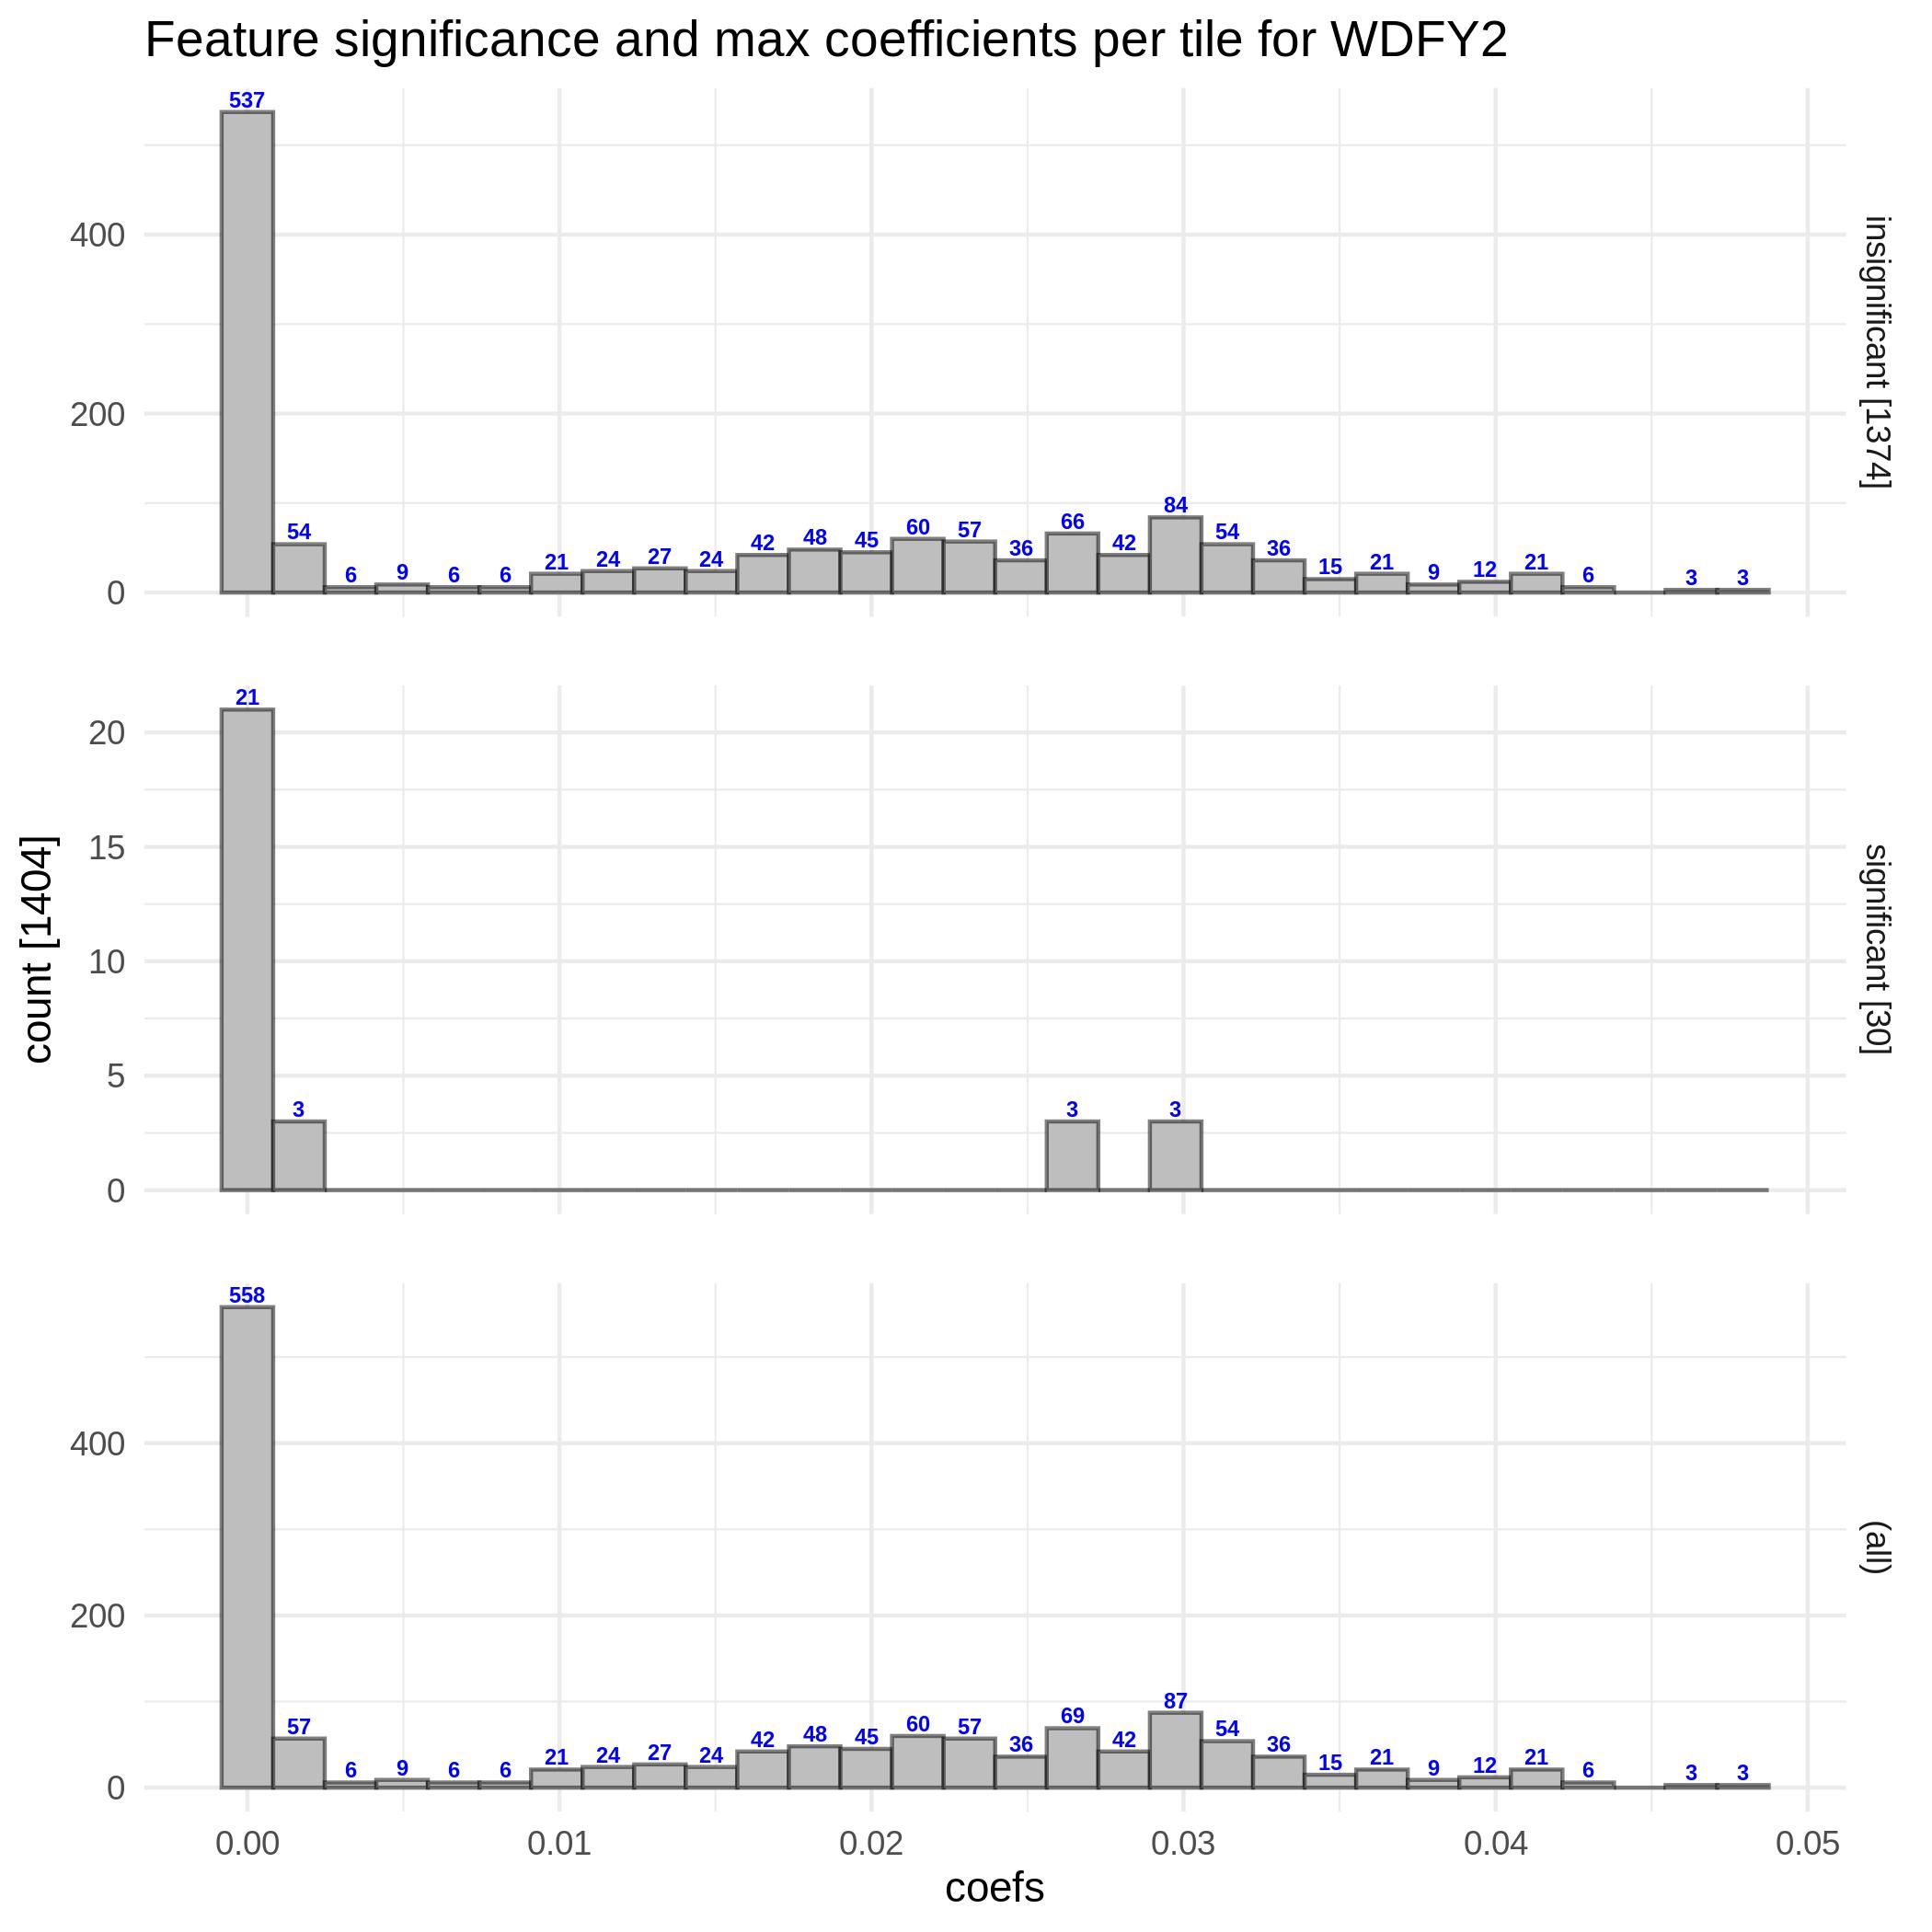 Feature significance and max coefficients per tile for WDFY2
537
54 6 9 6 6 21 24 27 24 42 48 45 60 57 36 66 42 84 54 36 15 21 9 12 21 6 3 3
400
200
0
insignificant [1374]
21
3 3 3
20
15
10
5
0
significant [30]
count [1404]
558
57 6 9 6 6 21 24 27 24 42 48 45 60 57 36 69 42 87 54 36 15 21 9 12 21 6 3 3
400
200
0
(all)
0.00 0.01 0.02 0.03 0.04 0.05
coefs